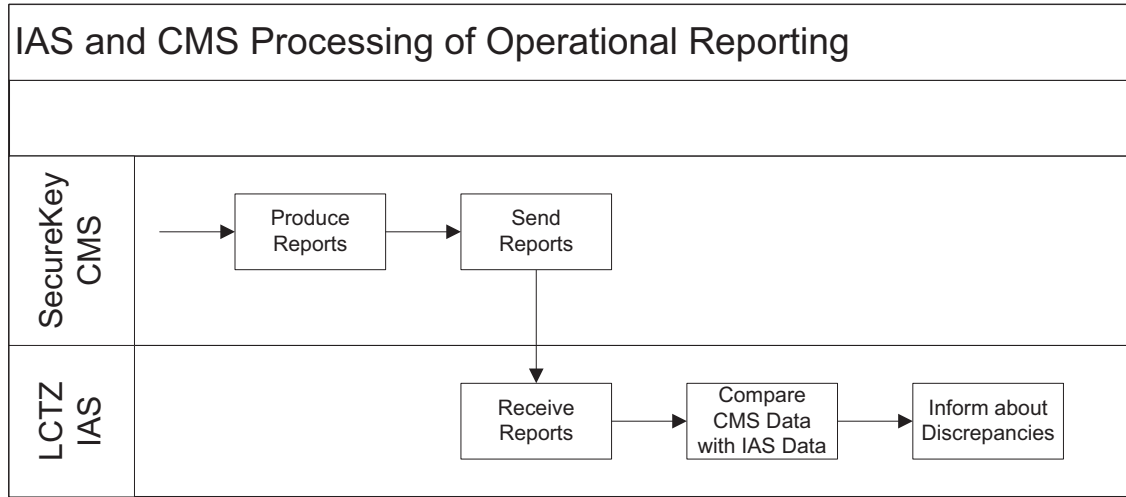 IAS and CMS Processing of Operational Reporting
SecureKey
CMS
Produce
Reports
Send
Reports
LCTZ
IAS
Receive
Reports
Compare
CMS Data
with IAS Data
Inform about
Discrepancies